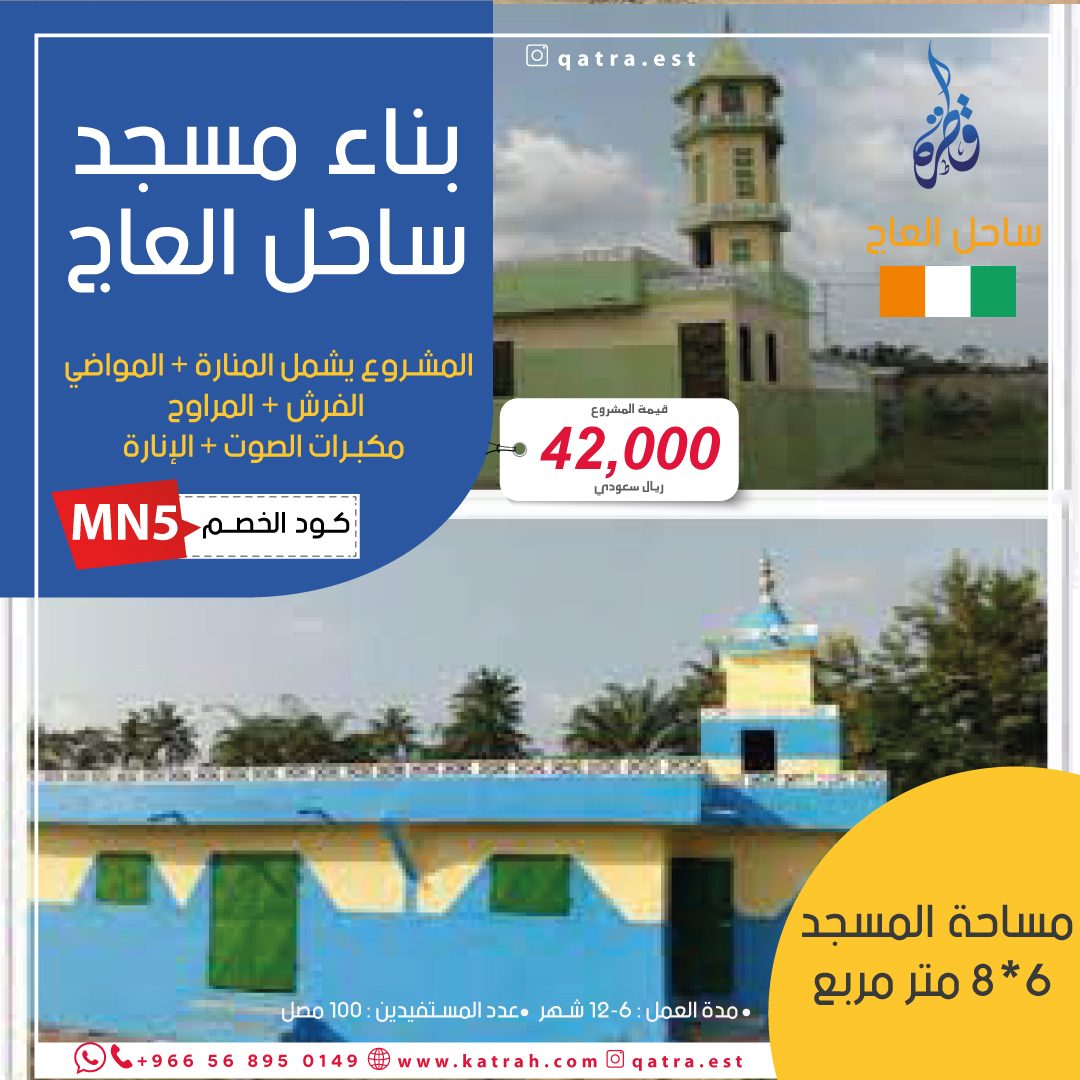 qatra.est
قطرة
ساحل العاج
بناء مسجد
ساحل العاج
المشروع يشمل المنارة + المواضي
الفرش + المراوح
مكبرات الصوت + الإنارة
كود الخصم
MN5
قيمة المشروع
42,000
ريال سعودي
مساحة المسجد
6*8 متر مربع
• مدة العمل : 6-12 شهر •عدد المستفيدين : 100 مصل
+966 56 895 0149 www.katrah.com qatra.est